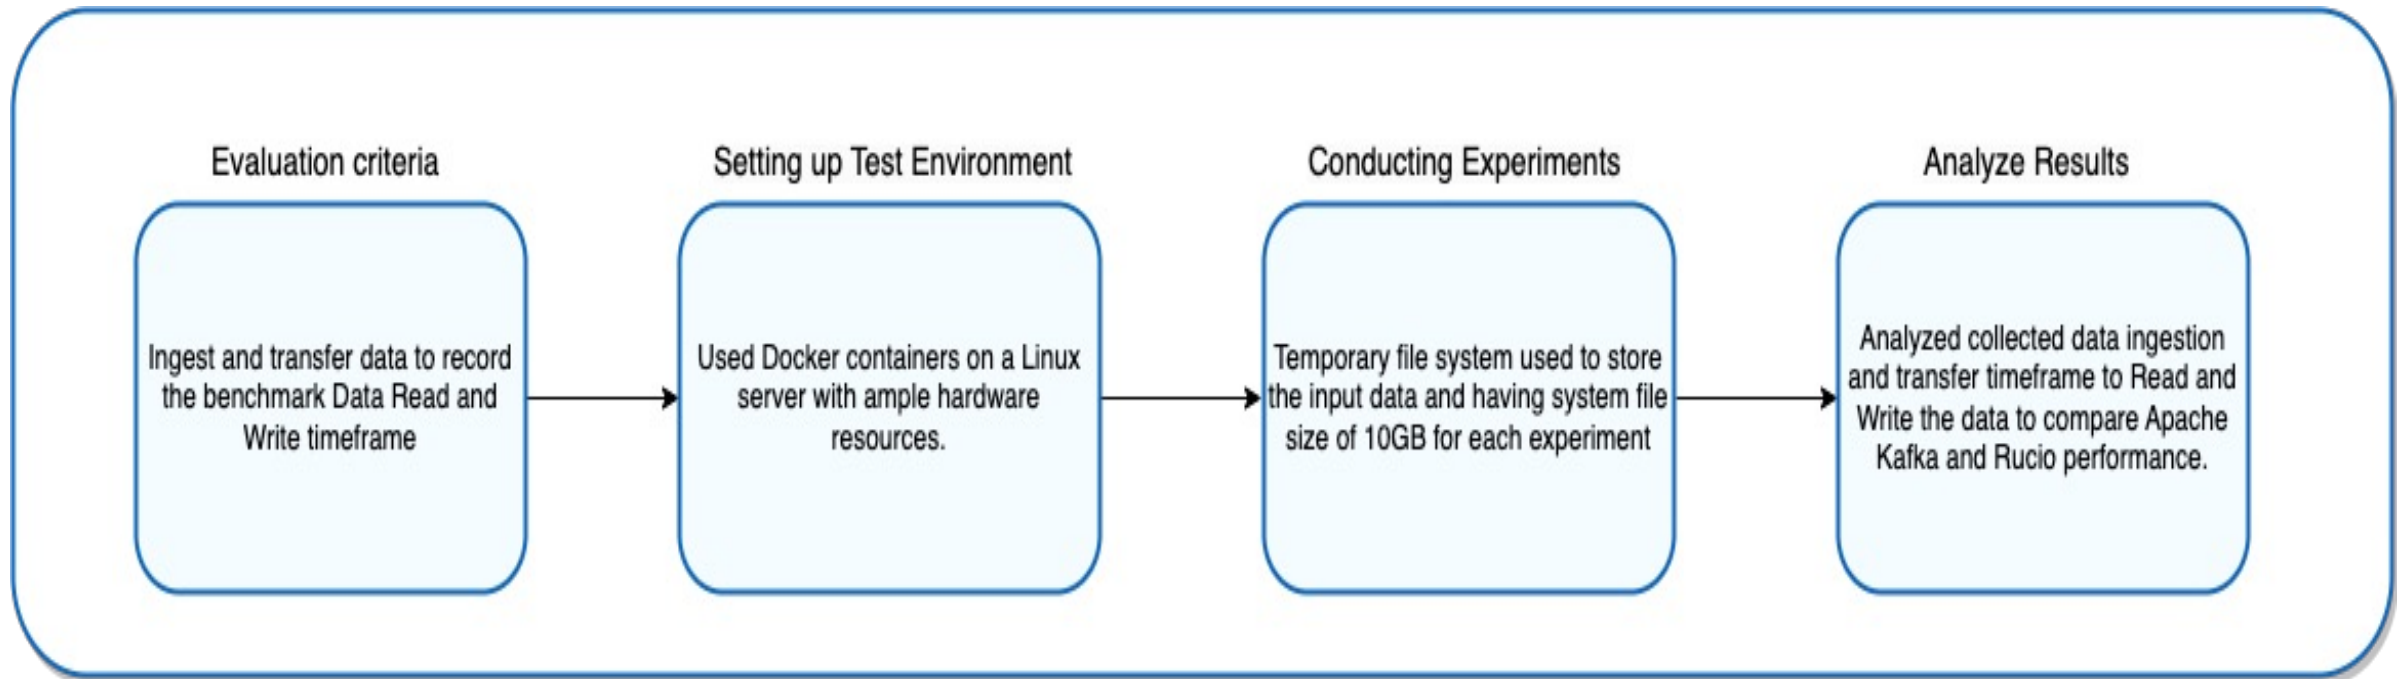 Evaluation criteria
Ingest and transfer data to record
the benchmark Data Read and
Write timeframe
Setting up Test Environment
Used Docker containers on a Linux
server with ample hardware
resources.
Conducting Experiments
Temporary file system used to store
the input data and having system file
size of 10GB for each experiment
Analyze Results
Analyzed collected data ingestion
and transfer timeframe to Read and
Write the data to compare Apache
Kafka and Rucio performance.